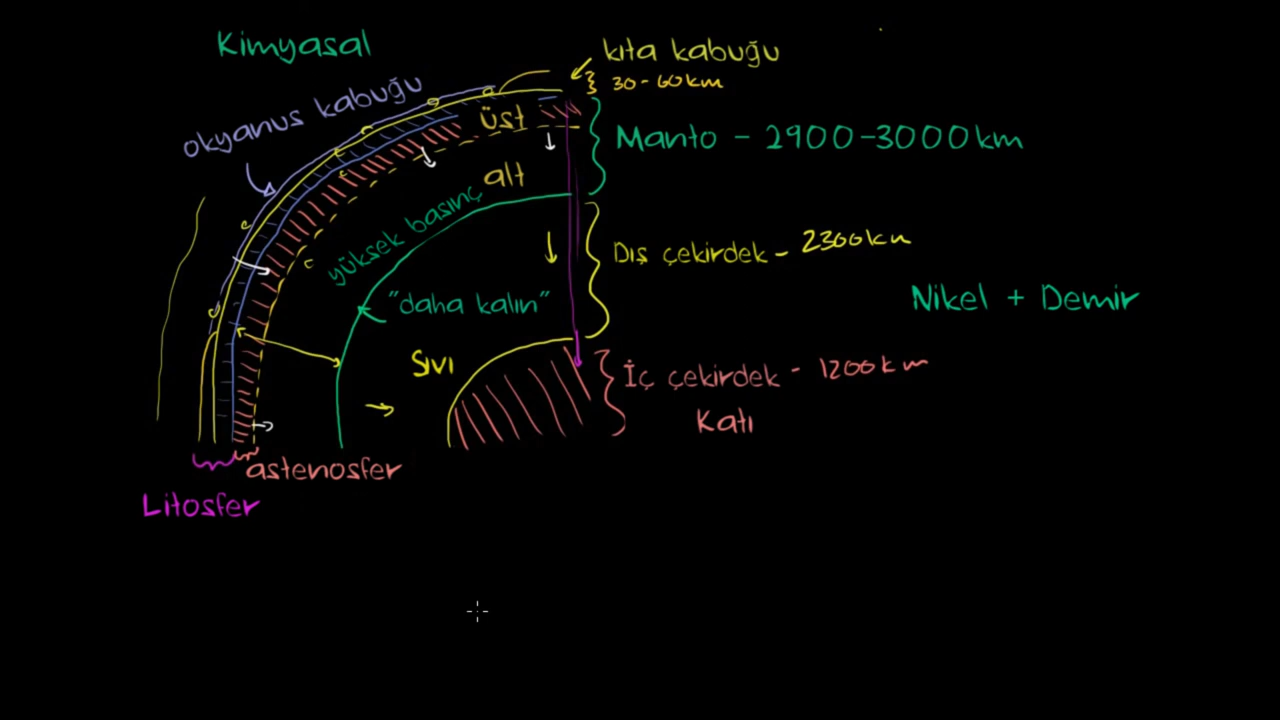 Kimyasal
kıta kabuğu
30-60km
okyanus kabuğu
üst
Manto - 2900-3000km
alt
yüksek basınç
Dış çekirdek - 2300km
"daha kalın"
Nikel + Demir
Sıvı
İç çekirdek - 1200km
Katı
astenosfer
Litosfer